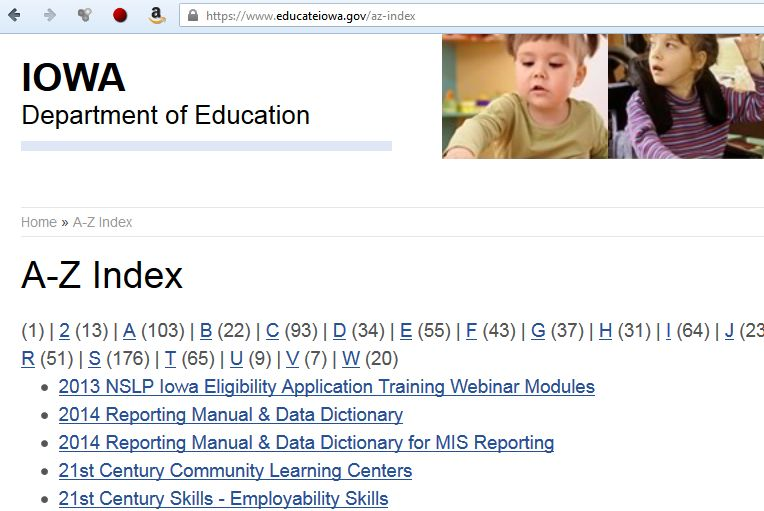 https://www.educateiowa.gov/az-index
IOWA
Department of Education
Home » A-Z Index
A-Z Index
(1) | 2 (13) | A (103) | B (22) | C (93) | D (34) | E (55) | F (43) | G (37) | H (31) | I (64) | J (23
R (51) | S (176) | T (65) | U (9) | V (7) | W (20)
• 2013 NSLP Iowa Eligibility Application Training Webinar Modules
• 2014 Reporting Manual & Data Dictionary
• 2014 Reporting Manual & Data Dictionary for MIS Reporting
• 21st Century Community Learning Centers
• 21st Century Skills - Employability Skills